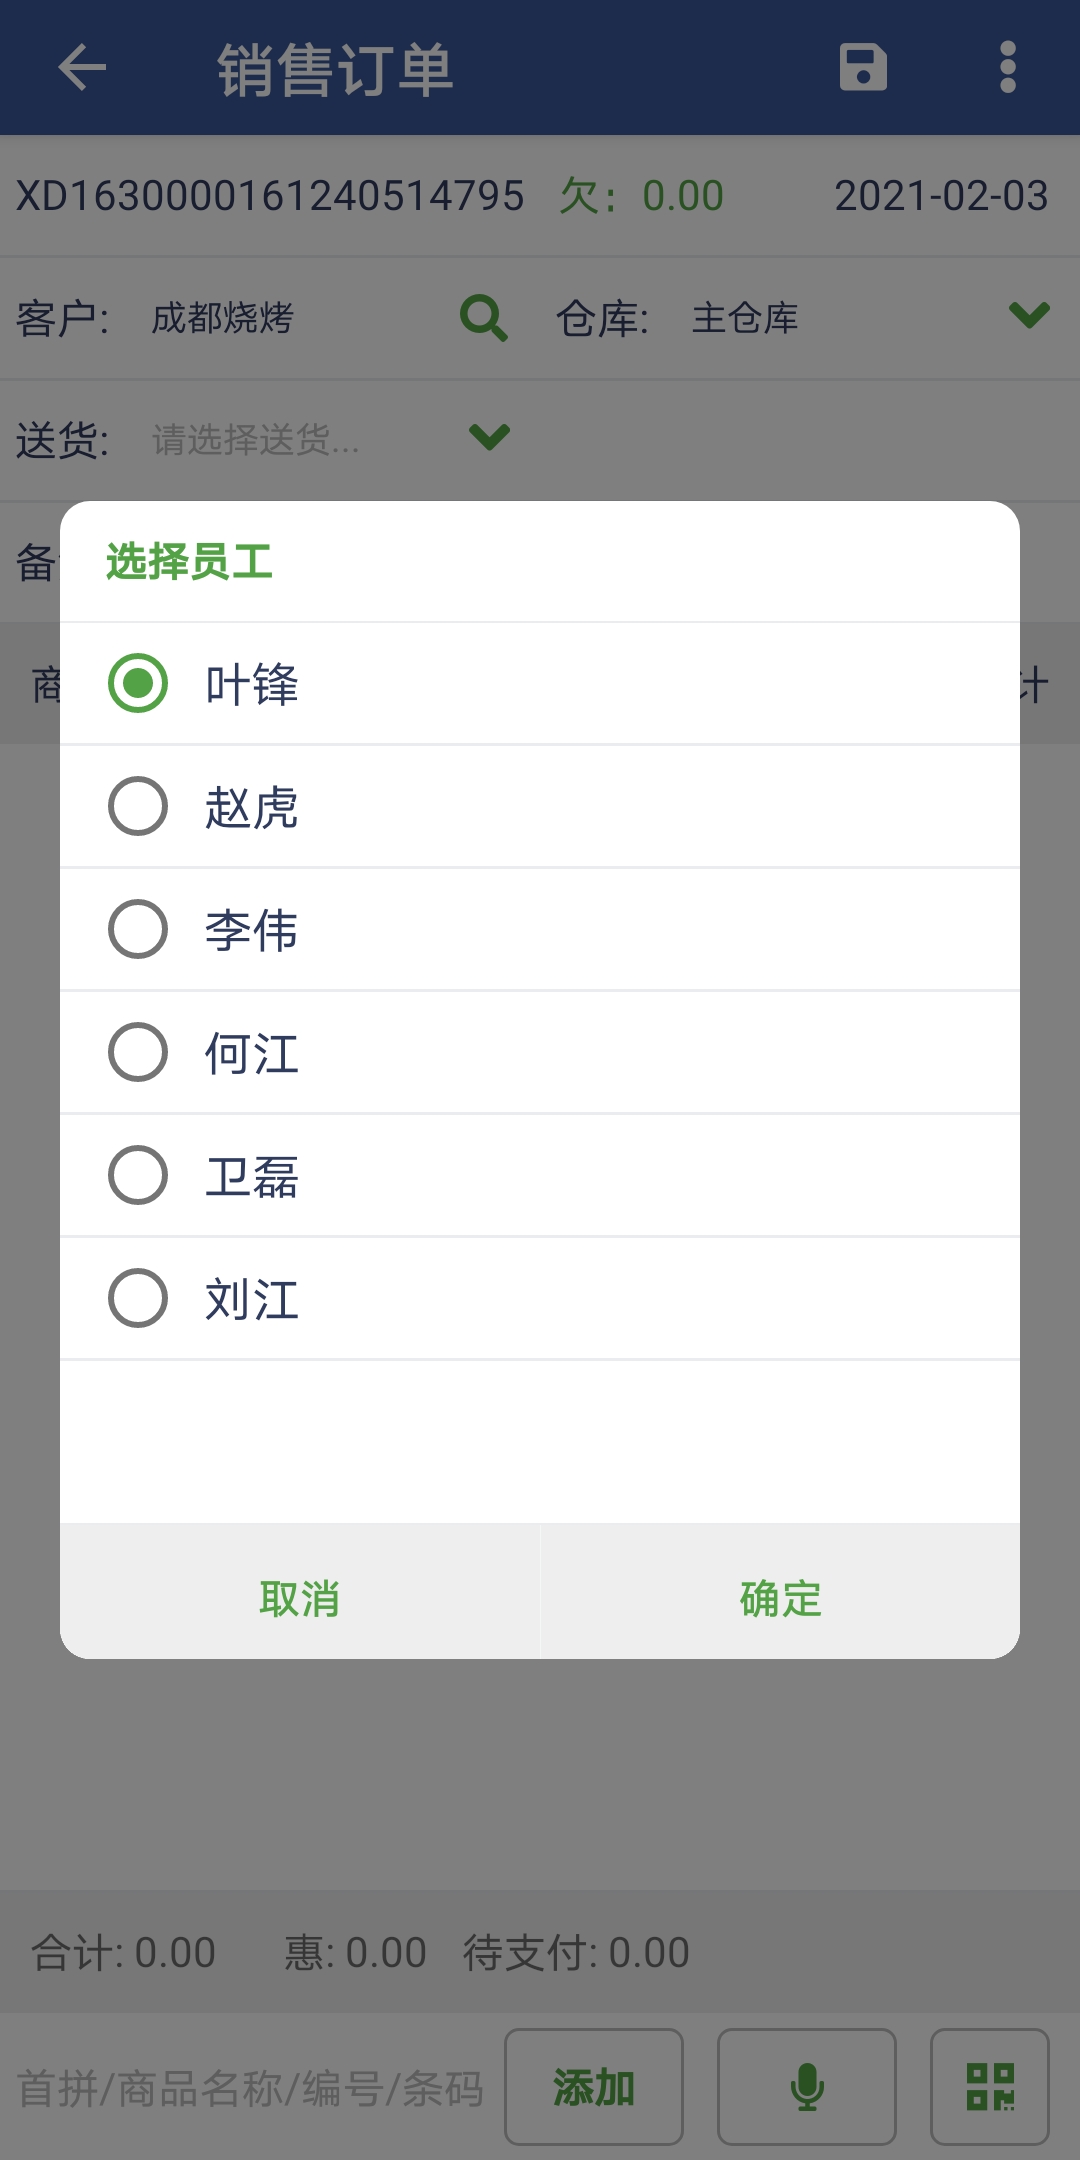 销售订单
XD1630000161240514795 欠: 0.00 2021-02-03
客户: 成都烧烤 仓库: 主仓库
送货: 请选择送货...
备
选择员工
商 计
叶锋
赵虎
李伟
何江
卫磊
刘江
取消 确定
合计: 0.00 惠: 0.00 待支付: 0.00
首拼/商品名称/编号/条码 添加